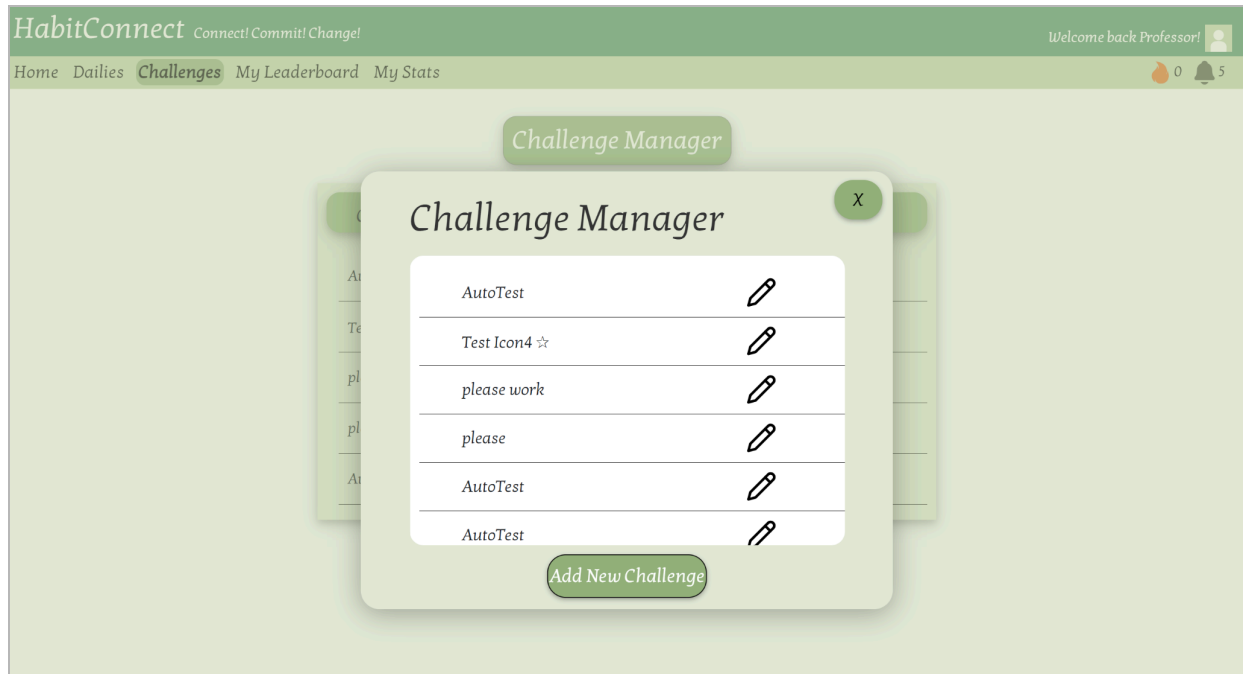 HabitConnect Connect! Commit! Change!
Welcome back Professor!
Home Dailies Challenges My Leaderboard My Stats
0 5
Challenge Manager
Challenge Manager
X
AutoTest
Test Icon4 ☆
please work
please
AutoTest
AutoTest
Add New Challenge